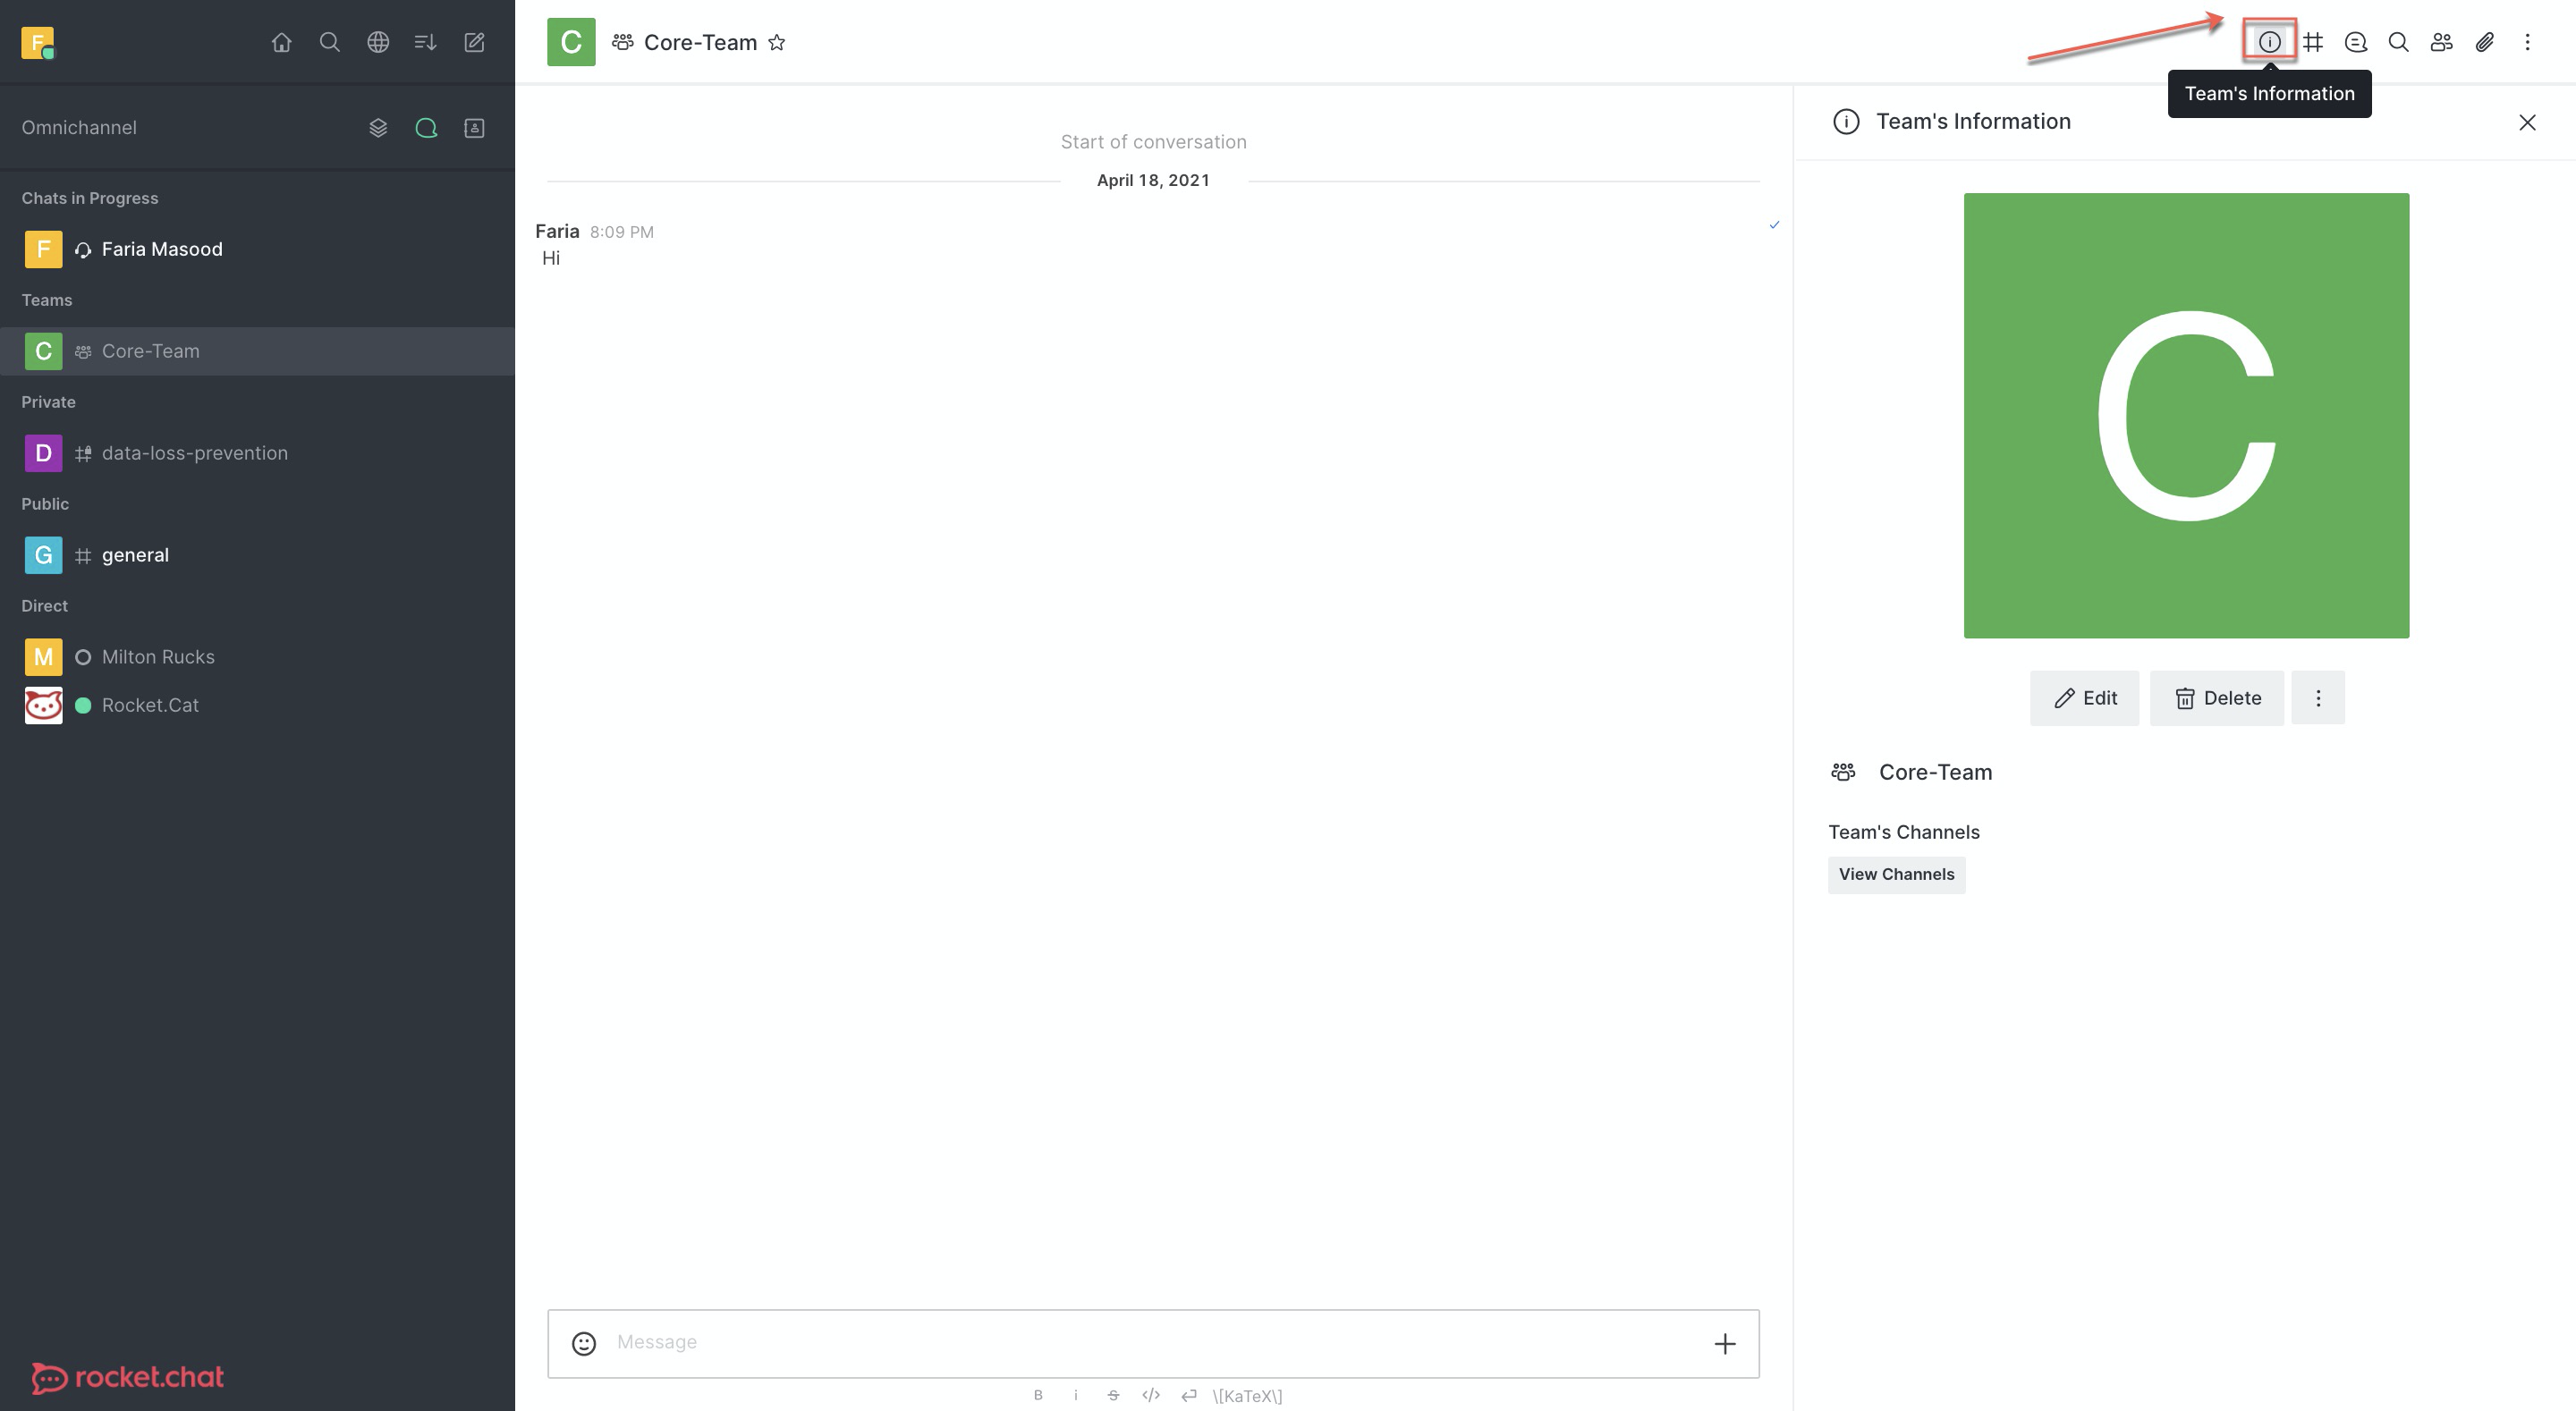 F
Omnichannel
Chats in Progress
F Faria Masood
Teams
C Core-Team
Private
D data-loss-prevention
Public
G general
Direct
M Milton Rucks
Rocket.Cat
rocket.chat
C Core-Team
Start of conversation
April 18, 2021
Faria 8:09 PM
Hi
Message
B i S </> \[KaTeX\]
Team's Information
Team's Information
C
Edit Delete
Core-Team
Team's Channels
View Channels